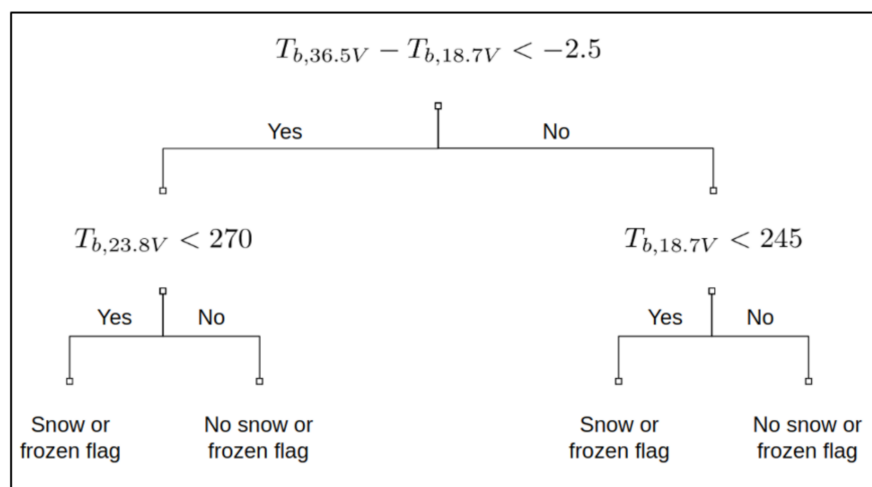 T_{b,36.5V} − T_{b,18.7V} < −2.5
Yes No
T_{b,23.8V} < 270 T_{b,18.7V} < 245
Yes No Yes No
Snow or No snow or Snow or No snow or
frozen flag frozen flag frozen flag frozen flag